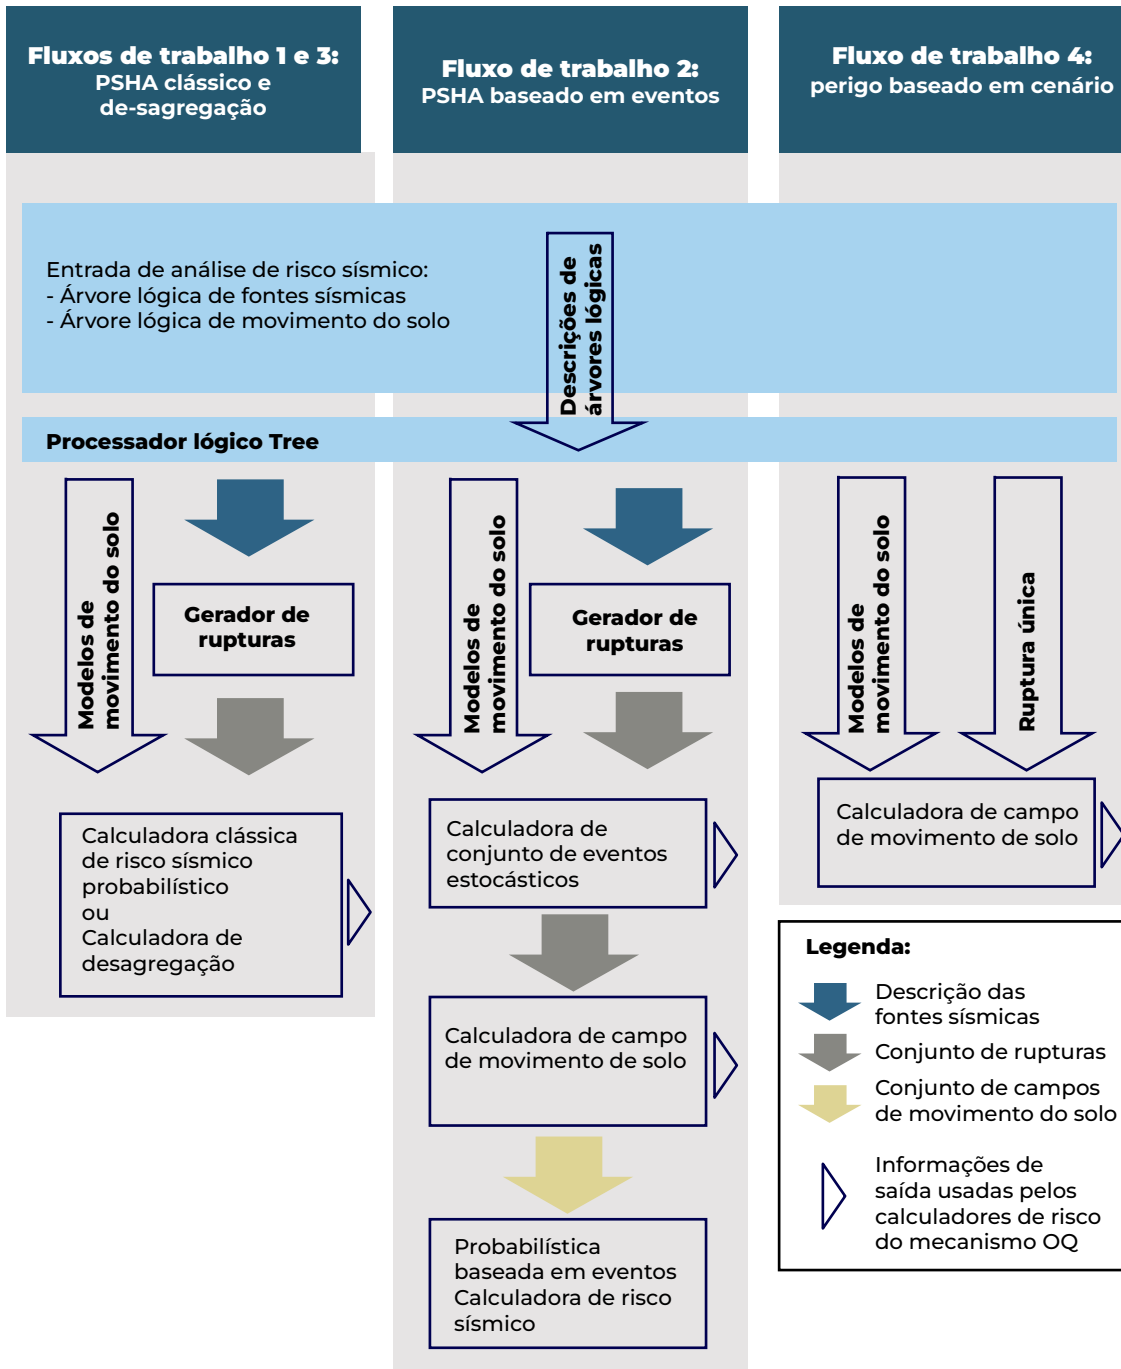 Fluxos de trabalho 1 e 3:
PSHA clássico e
de-sagregação
Fluxo de trabalho 2:
PSHA baseado em eventos
Fluxo de trabalho 4:
perigo baseado em cenário
Entrada de análise de risco sísmico:
- Árvore lógica de fontes sísmicas
- Árvore lógica de movimento do solo
Descrições de
árvores lógicas
Processador lógico Tree
Modelos de
movimento do solo
Gerador de
rupturas
Calculadora clássica
de risco sísmico
probabilístico
ou
Calculadora de
desagregação
Modelos de
movimento do solo
Gerador de
rupturas
Calculadora de
conjunto de eventos
estocásticos
Calculadora de campo
de movimento de solo
Probabilística
baseada em eventos
Calculadora de risco
sísmico
Modelos de
movimento do solo
Ruptura única
Calculadora de campo
de movimento de solo
Legenda:
Descrição das
fontes sísmicas
Conjunto de rupturas
Conjunto de campos
de movimento do solo
Informações de
saída usadas pelos
calculadores de risco
do mecanismo OQ